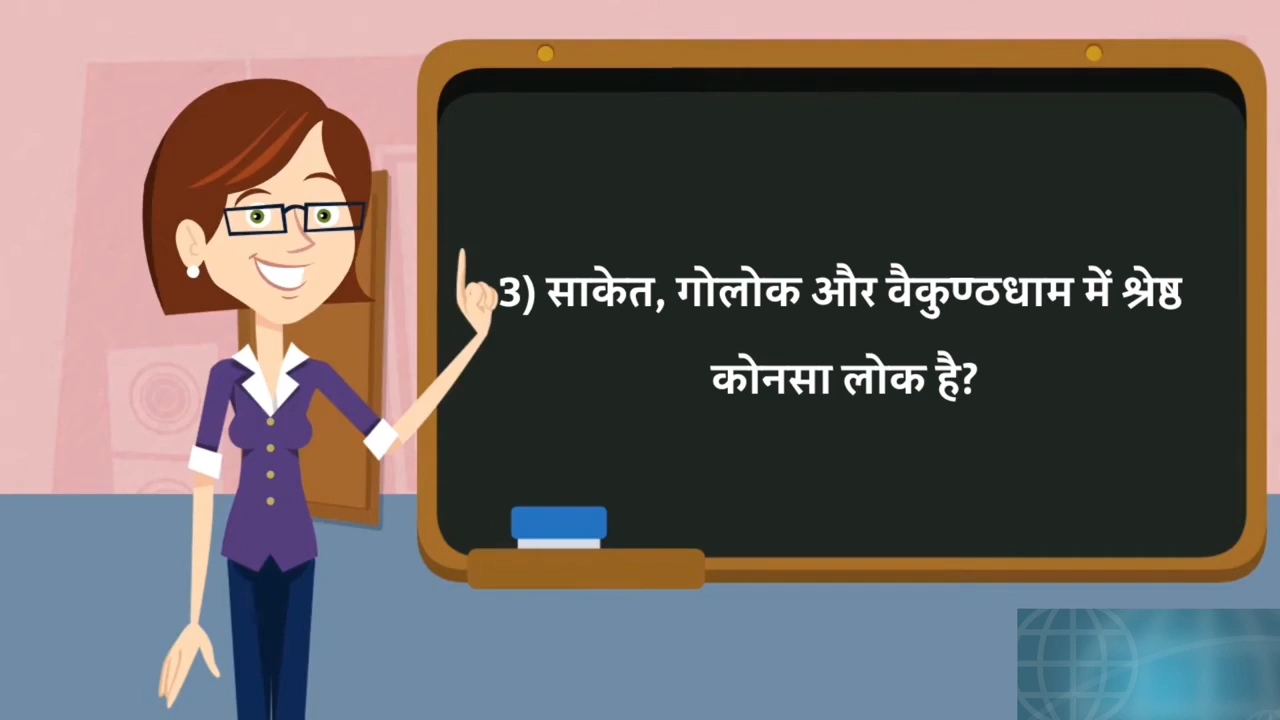 3) साकेत, गोलोक और वैकुण्ठधाम में श्रेष्ठ
कोनसा लोक है?